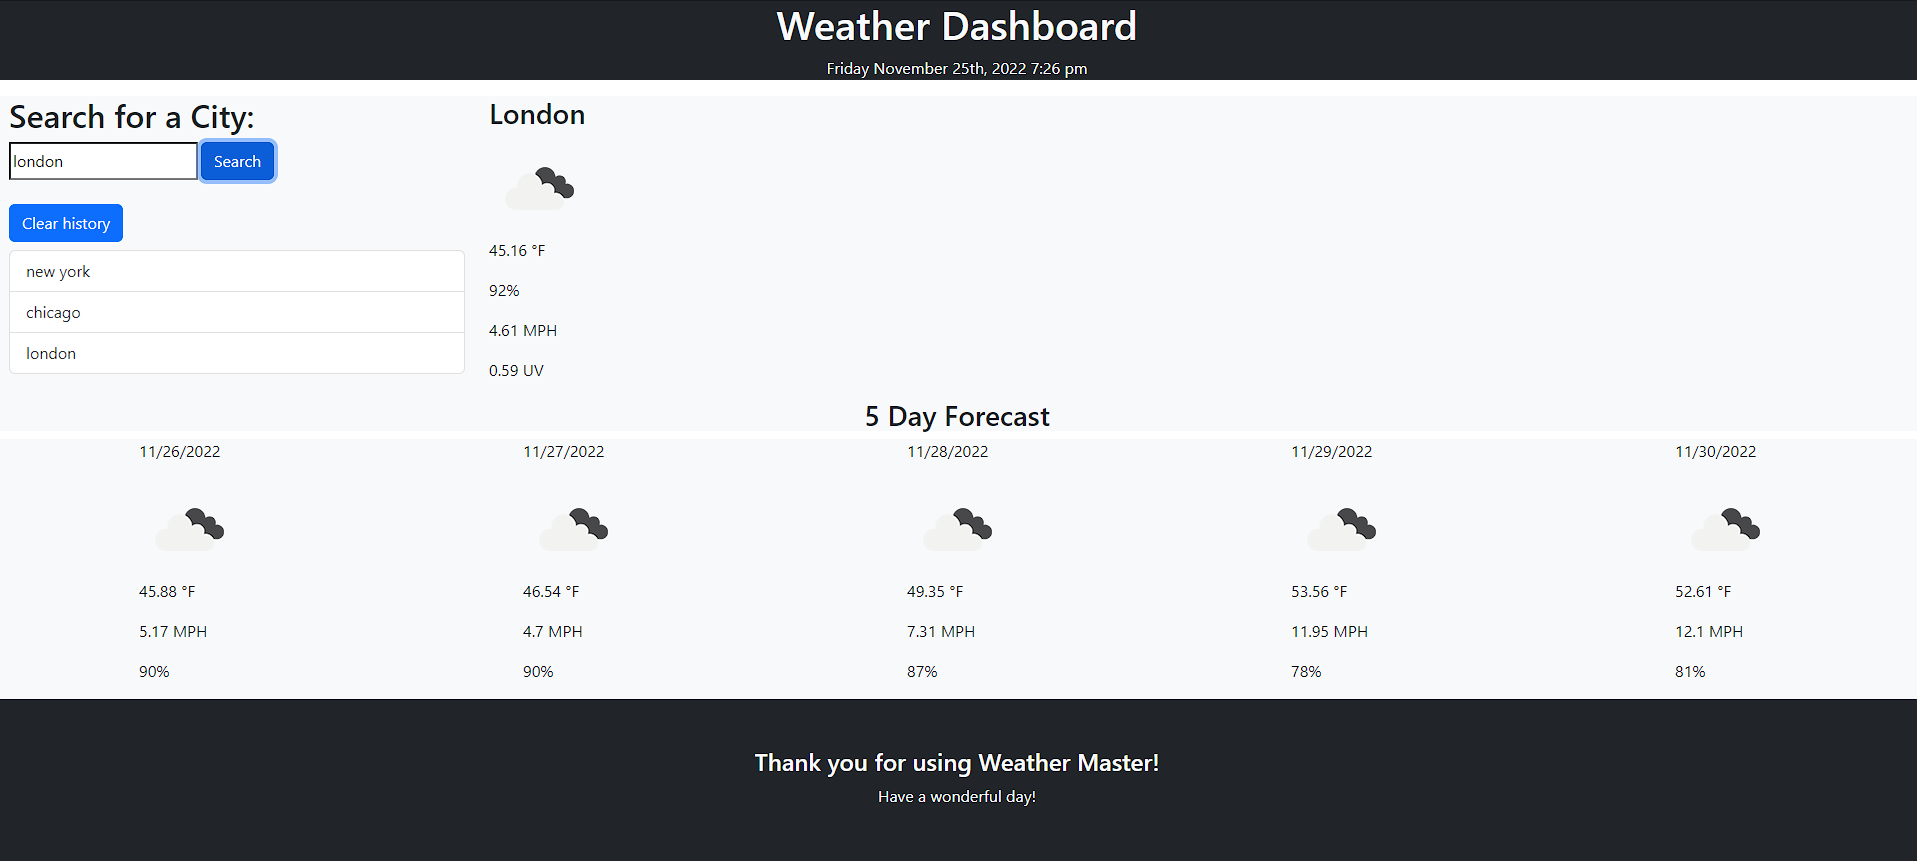 Weather Dashboard
Friday November 25th, 2022 7:26 pm
Search for a City:
london
Search
Clear history
new york
chicago
london
London
45.16 °F
92%
4.61 MPH
0.59 UV
5 Day Forecast
11/26/2022
45.88 °F
5.17 MPH
90%
11/27/2022
46.54 °F
4.7 MPH
90%
11/28/2022
49.35 °F
7.31 MPH
87%
11/29/2022
53.56 °F
11.95 MPH
78%
11/30/2022
52.61 °F
12.1 MPH
81%
Thank you for using Weather Master!
Have a wonderful day!